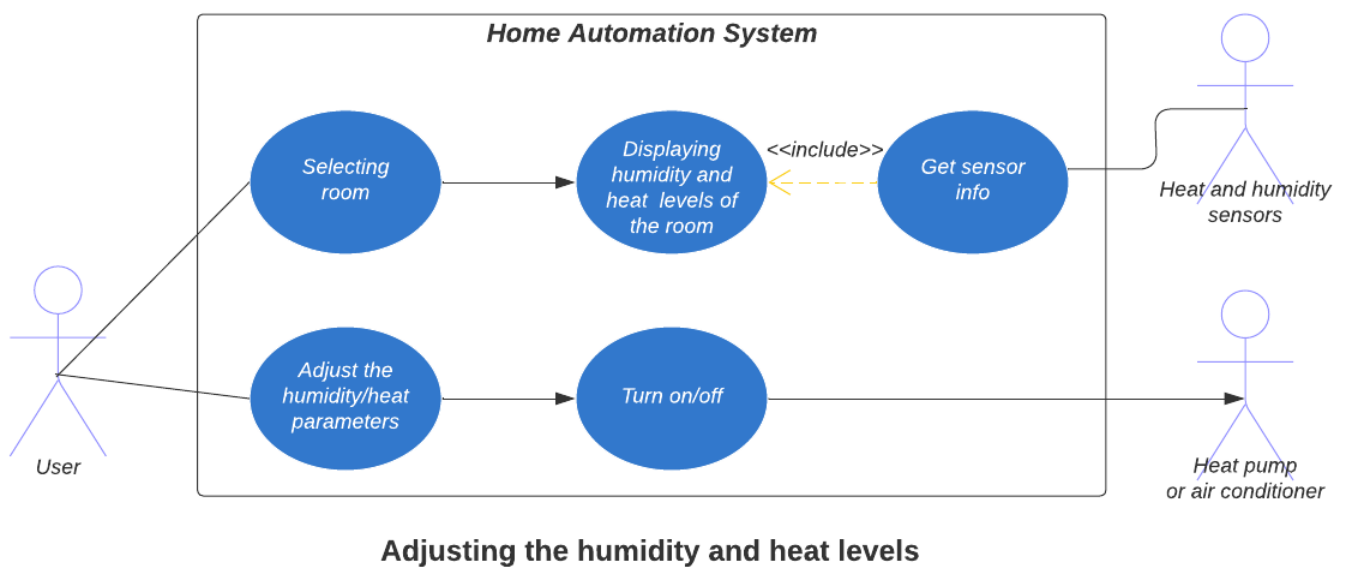 Home Automation System
Selecting
room
Displaying
humidity and
heat levels of
the room
<<include>>
Get sensor
info
Heat and humidity
sensors
Adjust the
humidity/heat
parameters
Turn on/off
User
Heat pump
or air conditioner
Adjusting the humidity and heat levels